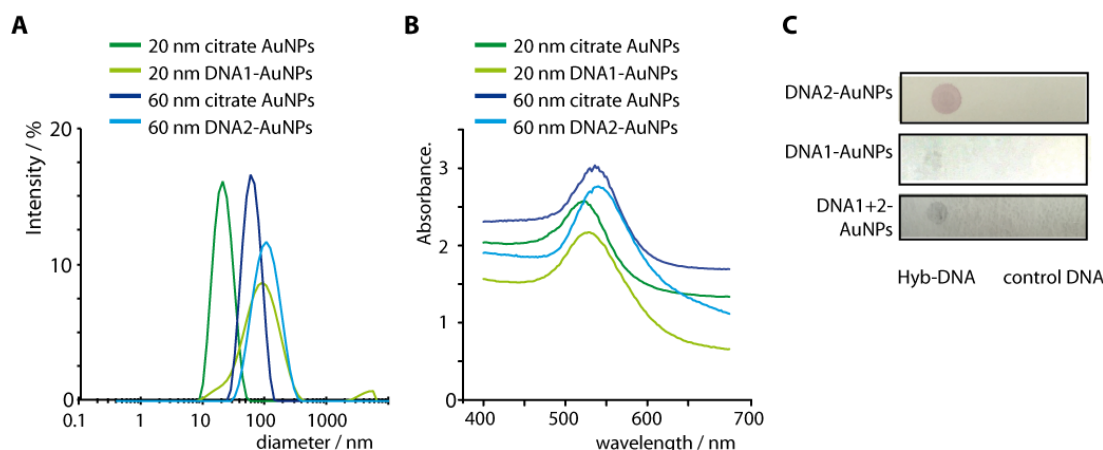 A
20 nm citrate AuNPs
20 nm DNA1-AuNPs
60 nm citrate AuNPs
60 nm DNA2-AuNPs
20
10
0
Intensity / %
0.1
1
10
100
1000
diameter / nm
B
20 nm citrate AuNPs
20 nm DNA1-AuNPs
60 nm citrate AuNPs
60 nm DNA2-AuNPs
3
2
1
0
Absorbance.
400
500
600
700
wavelength / nm
C
DNA2-AuNPs
DNA1-AuNPs
DNA1+2-
AuNPs
Hyb-DNA
control DNA